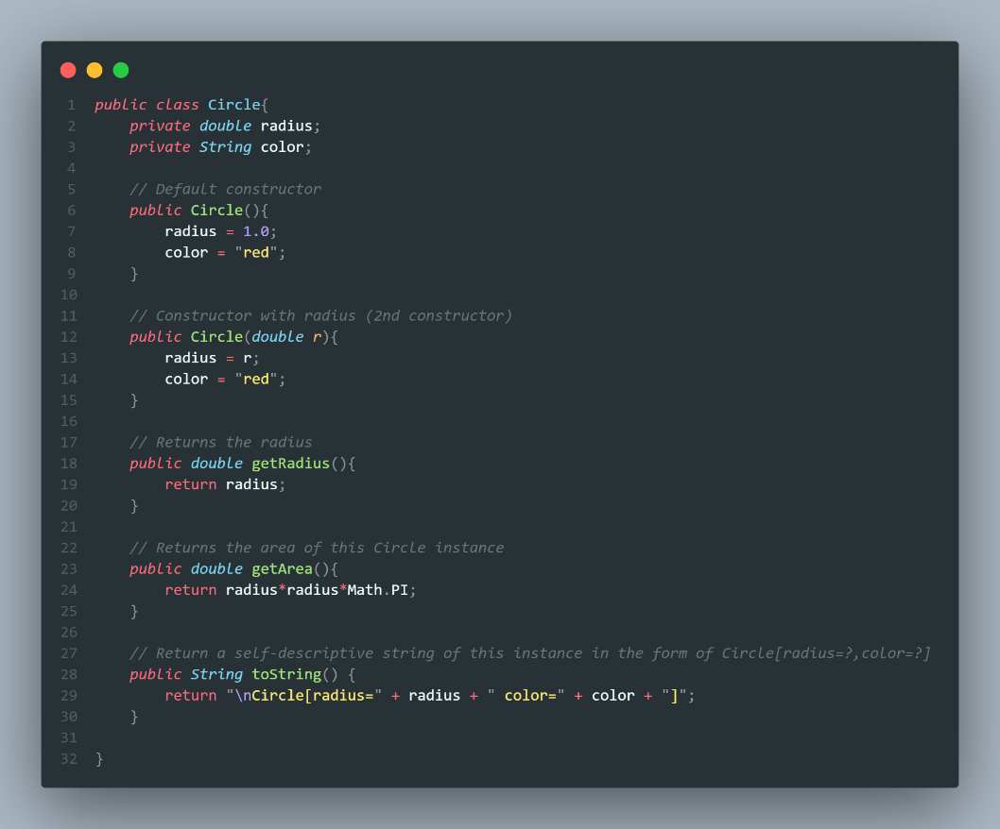 1 public class Circle{
2     private double radius;
3     private String color;
4
5     // Default constructor
6     public Circle(){
7         radius = 1.0;
8         color = "red";
9     }
10
11     // Constructor with radius (2nd constructor)
12     public Circle(double r){
13         radius = r;
14         color = "red";
15     }
16
17     // Returns the radius
18     public double getRadius(){
19         return radius;
20     }
21
22     // Returns the area of this Circle instance
23     public double getArea(){
24         return radius*radius*Math.PI;
25     }
26
27     // Return a self-descriptive string of this instance in the form of Circle[radius=?,color=?]
28     public String toString() {
29         return "\nCircle[radius=" + radius + " color=" + color + "]";
30     }
31
32 }